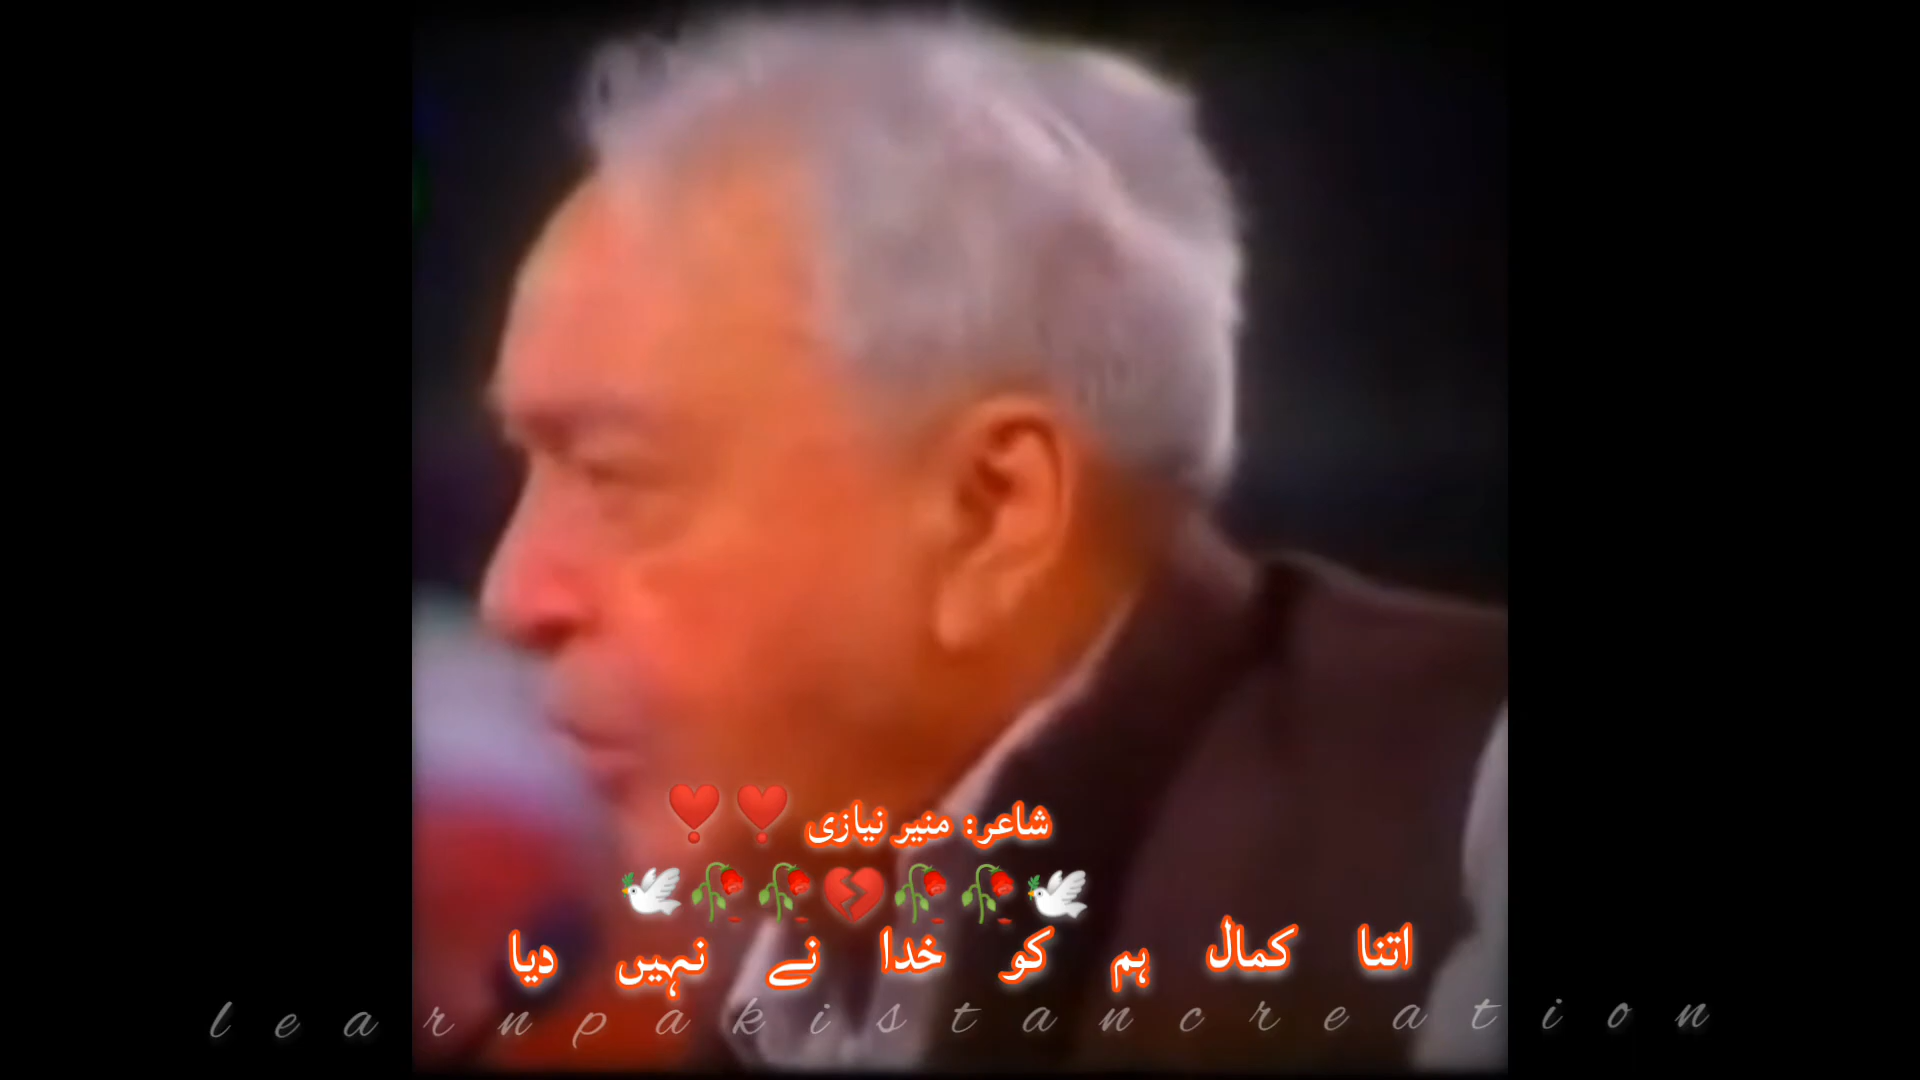 شاعر: منیر نیازی ❣️❣️
🕊️🥀🥀💔🥀🥀🕊️
اتنا کمال ہم کو خدا نے نہیں دیا
learnpakistancreation